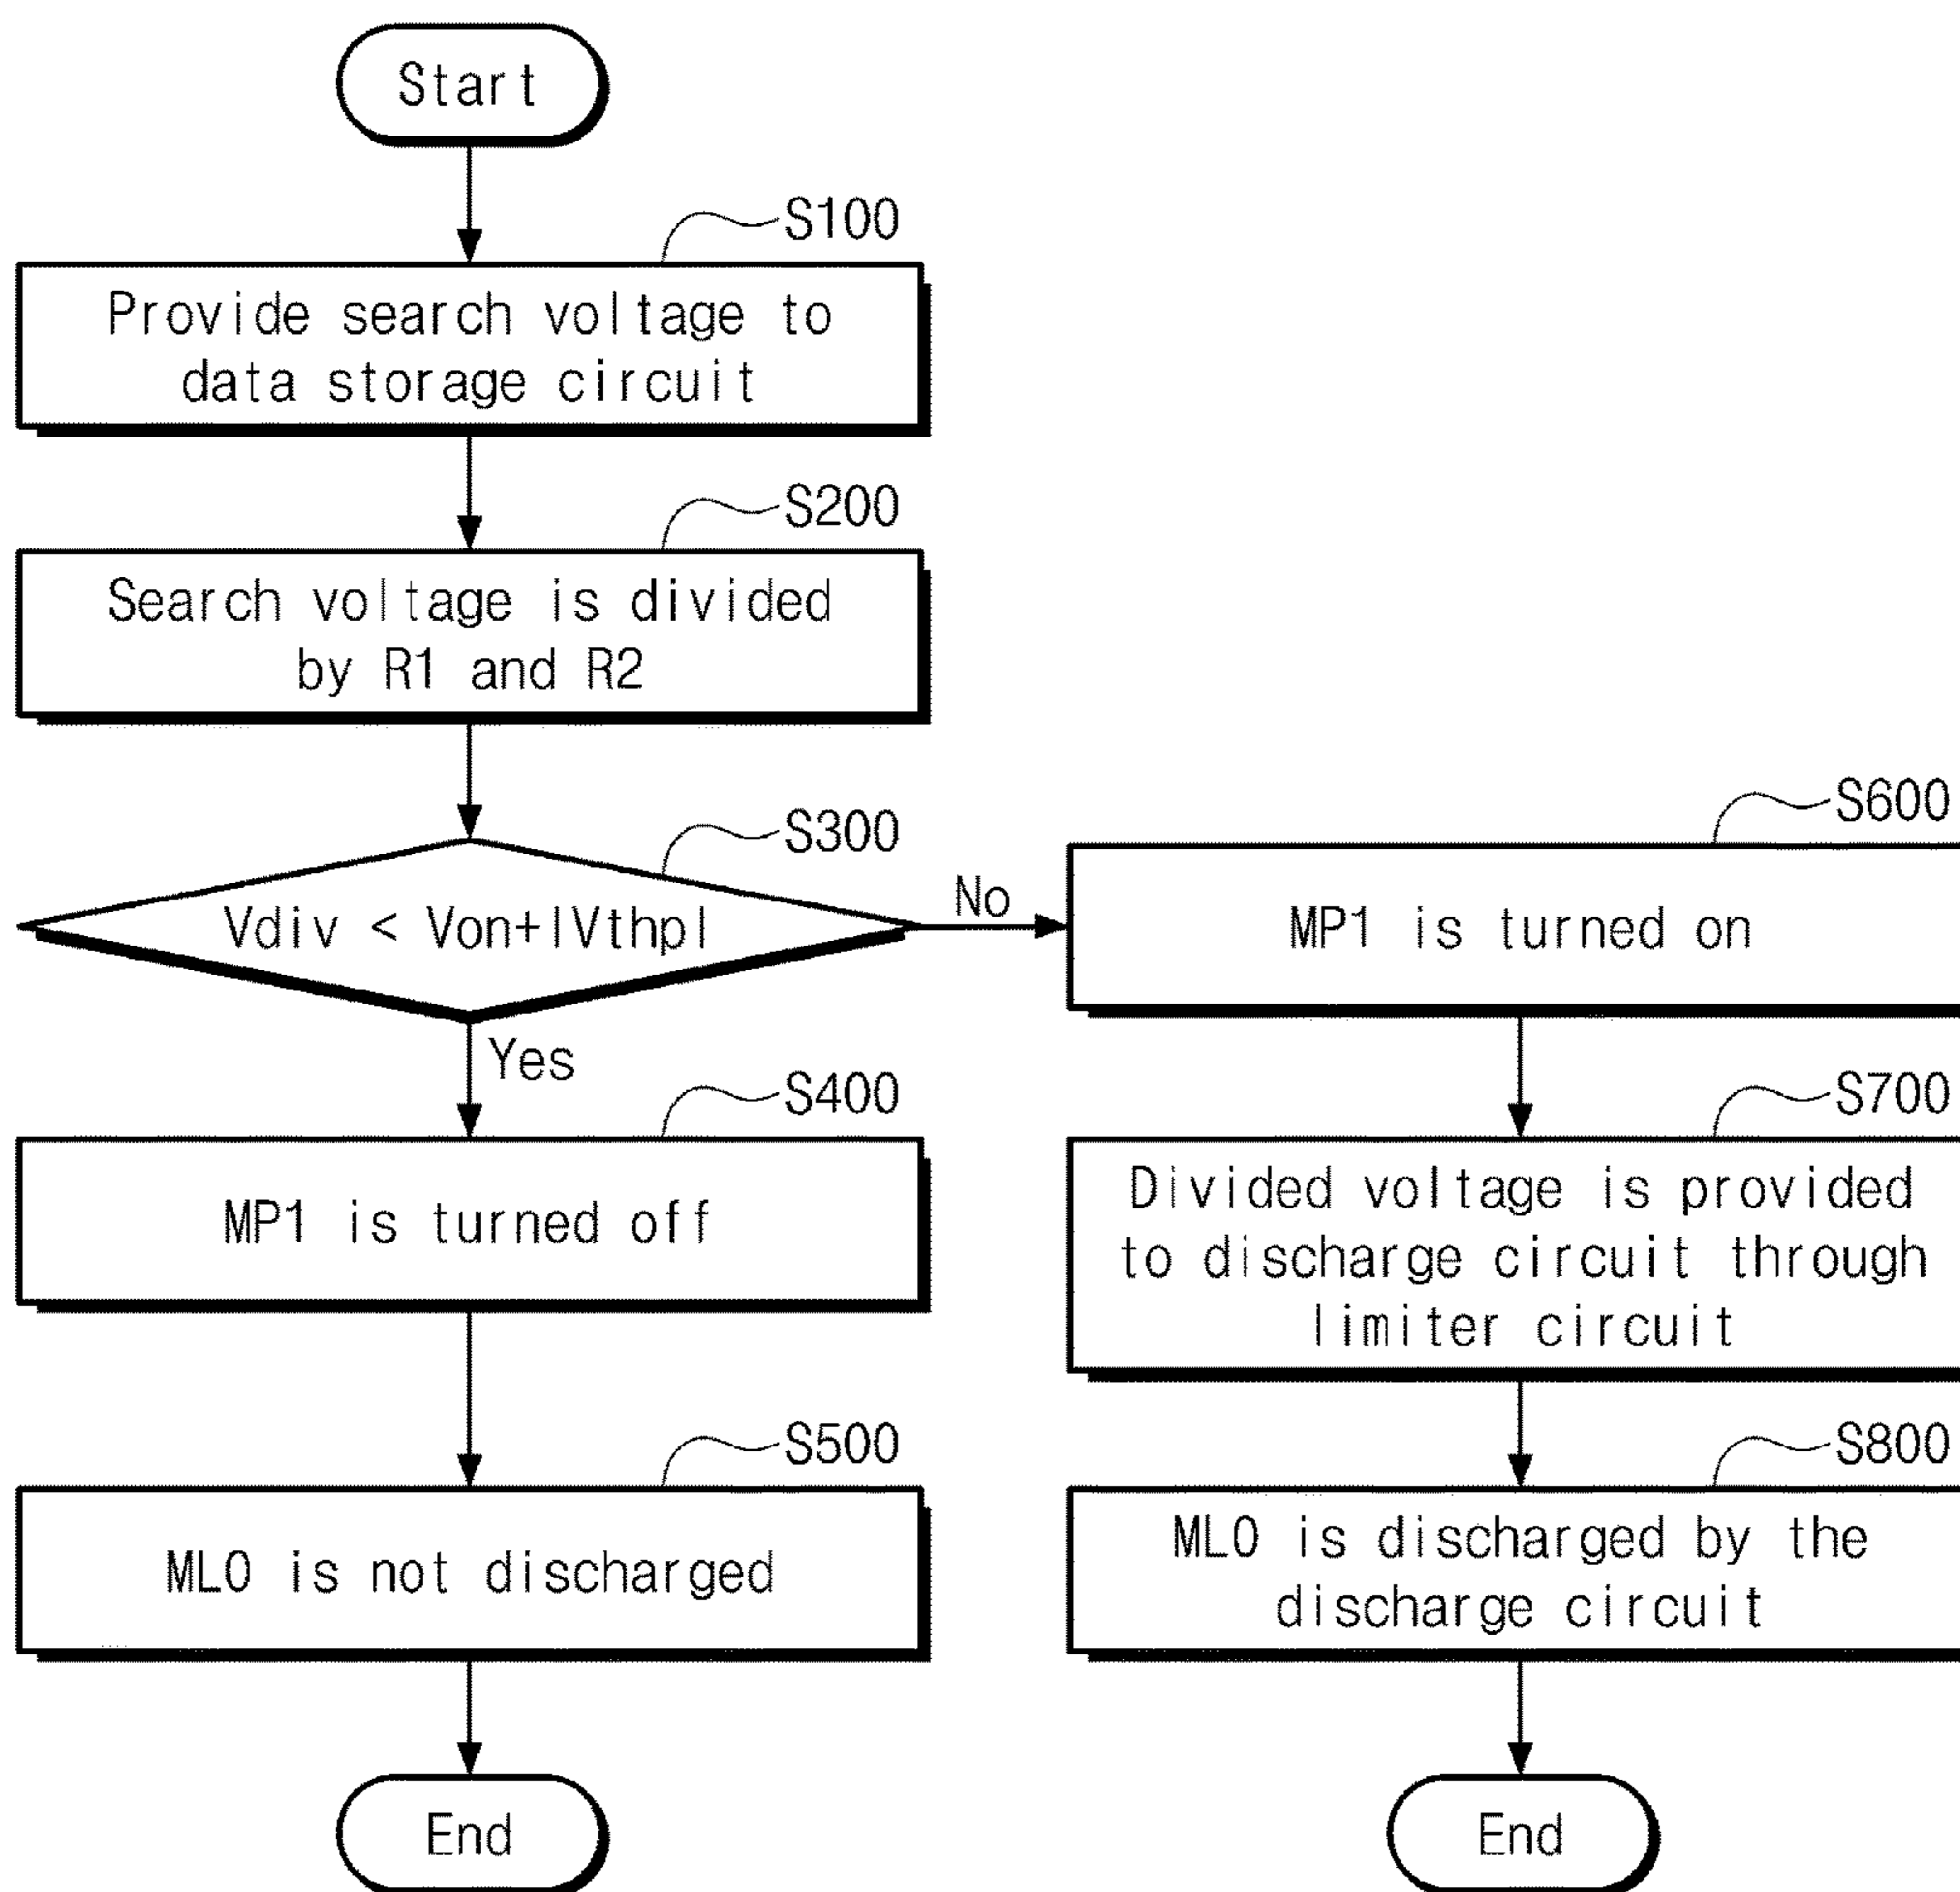 Start
S100
Provide search voltage to
data storage circuit
S200
Search voltage is divided
by R1 and R2
S300
Vdiv < Von+|Vthp|
No
Yes
S400
MP1 is turned off
S500
ML0 is not discharged
End
S600
MP1 is turned on
S700
Divided voltage is provided
to discharge circuit through
limiter circuit
S800
ML0 is discharged by the
discharge circuit
End